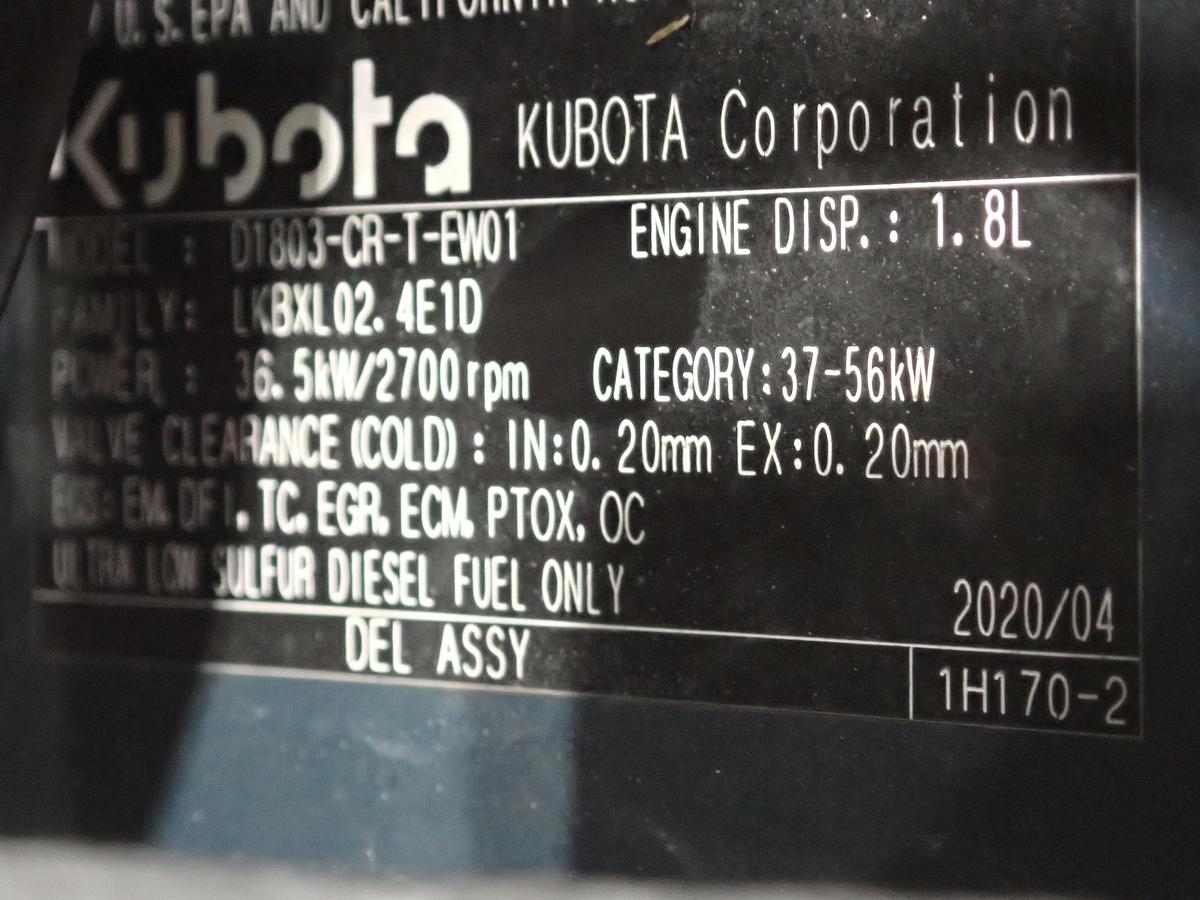 U.S. EPA AND CALIFORNIA
Kubota KUBOTA Corporation
MODEL : D1803-CR-T-EW01 ENGINE DISP.: 1.8L
FAMILY: LKBXL02.4E1D
POWER : 36.5kW/2700rpm CATEGORY:37-56kW
VALVE CLEARANCE(COLD): IN:0.20mm EX:0.20mm
ECS: EM, DFI, TC, EGR, ECM, PTOX, OC
ULTRA LOW SULFUR DIESEL FUEL ONLY
2020/04
DEL ASSY
1H170-2